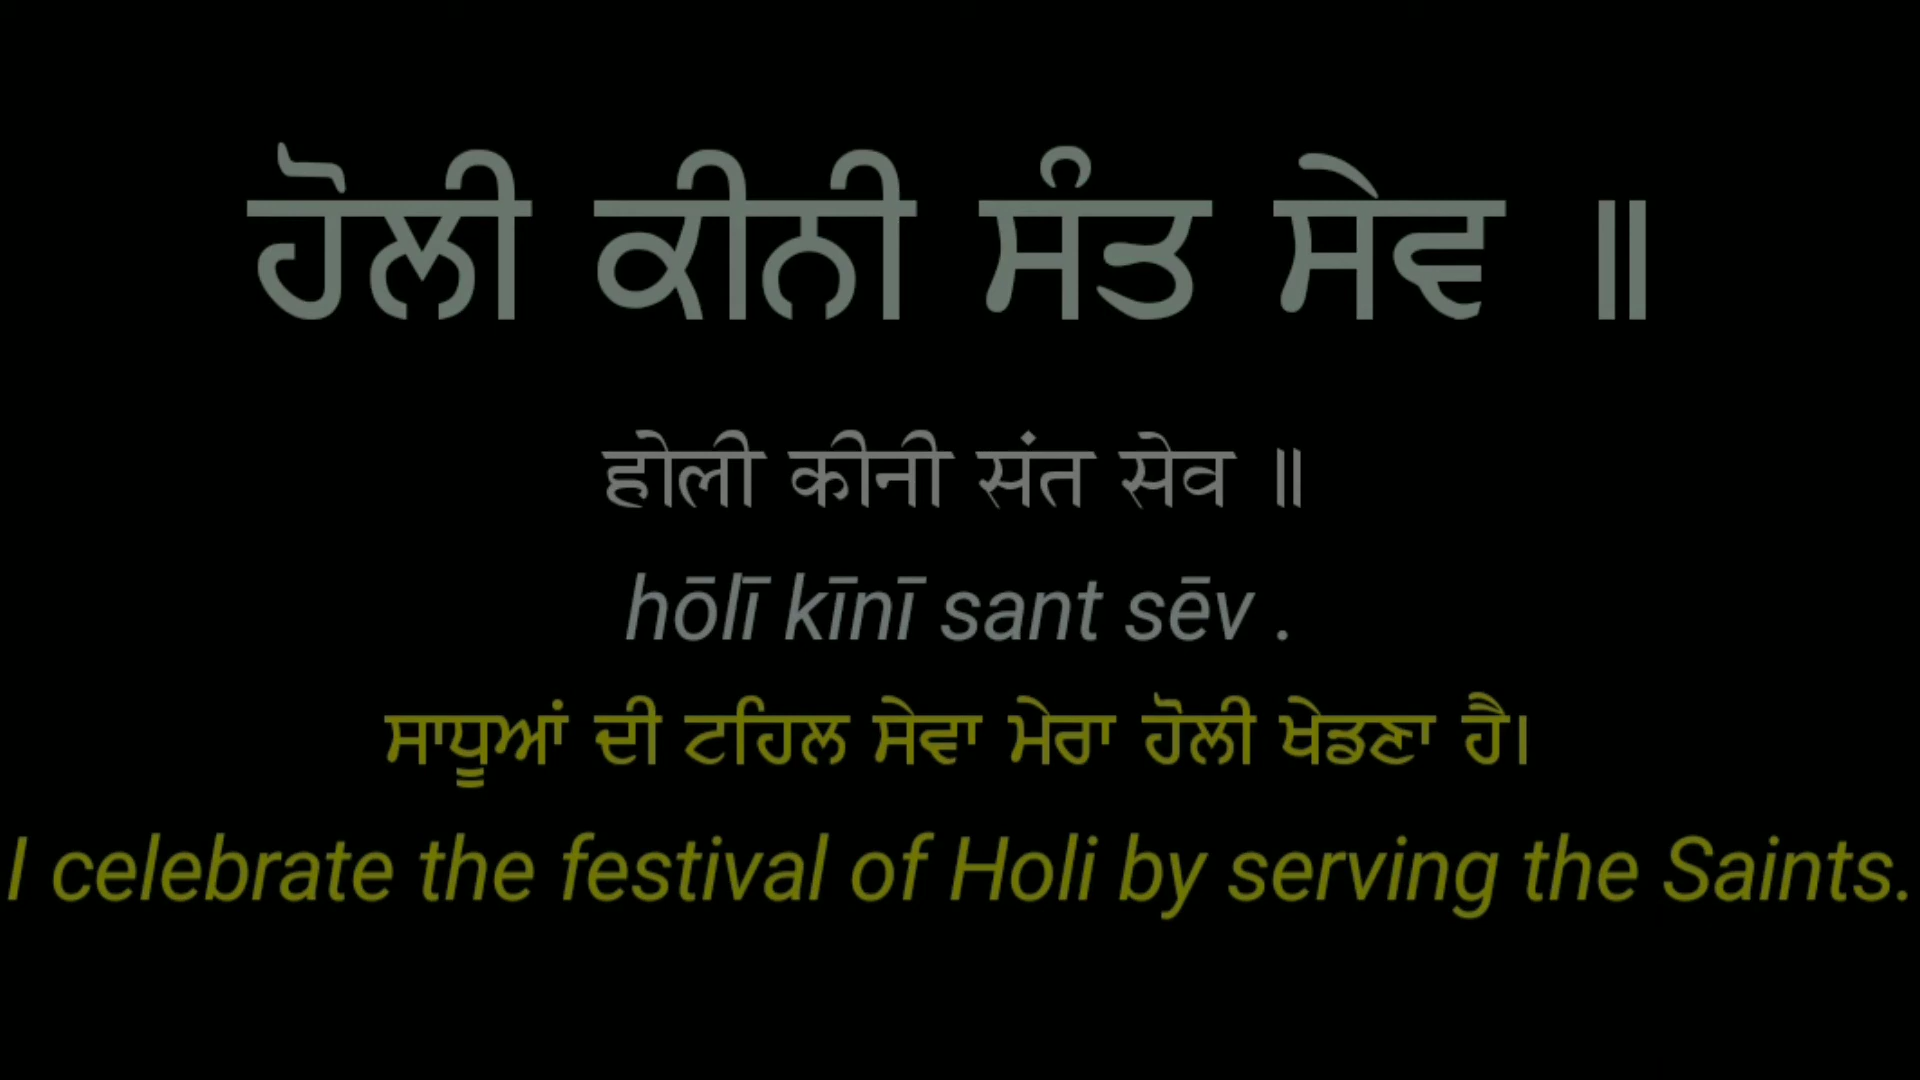 ਹੋਲੀ ਕੀਨੀ ਸੰਤ ਸੇਵ ॥
होली कीनी संत सेव ॥
hōlī kīnī sant sēv .
ਸਾਧੂਆਂ ਦੀ ਟਹਿਲ ਸੇਵਾ ਮੇਰਾ ਹੋਲੀ ਖੇਡਣਾ ਹੈ।
I celebrate the festival of Holi by serving the Saints.